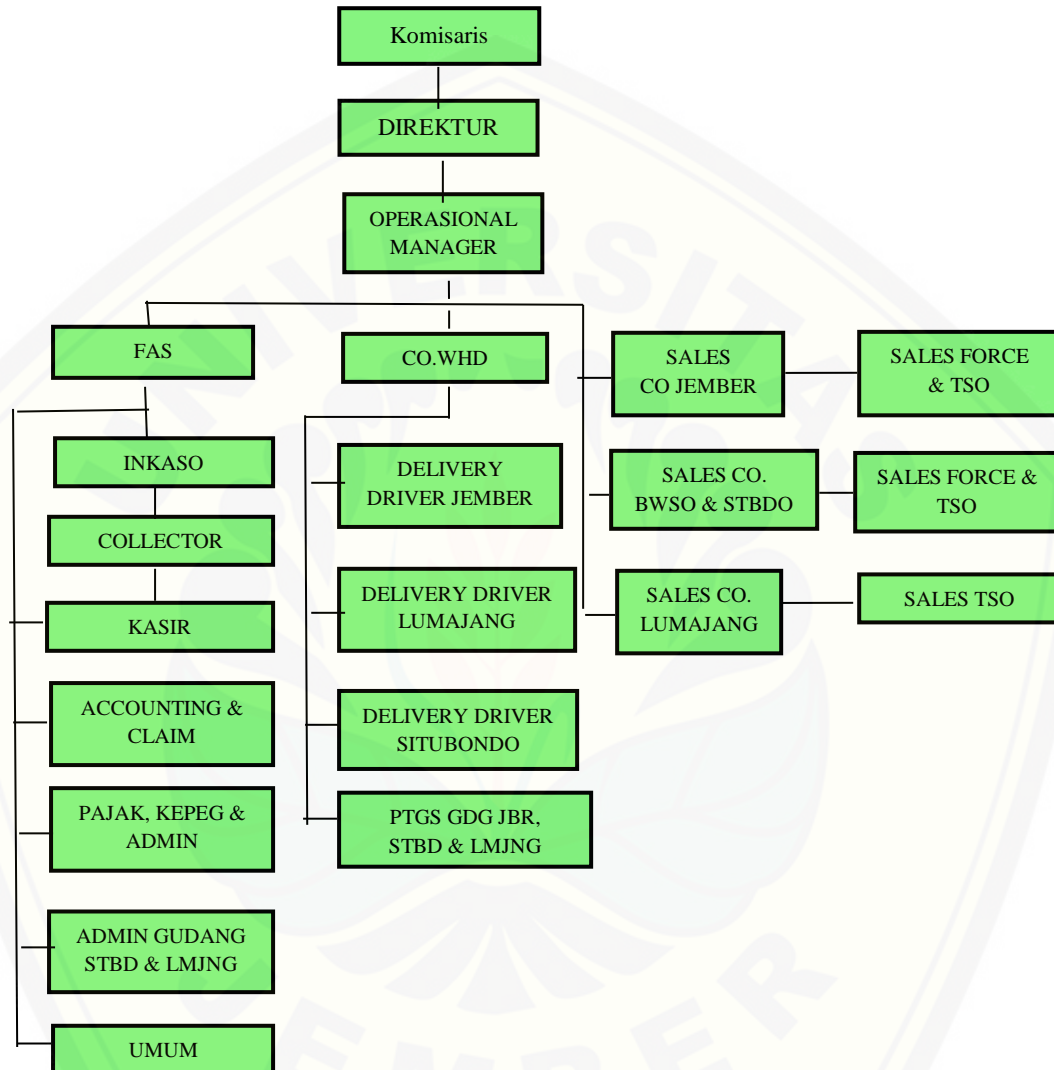 Komisaris
DIREKTUR
OPERASIONAL
MANAGER
FAS
CO.WHD
SALES
CO JEMBER
SALES FORCE
& TSO
INKASO
DELIVERY
DRIVER JEMBER
SALES CO.
BWSO & STBDO
SALES FORCE &
TSO
COLLECTOR
KASIR
DELIVERY DRIVER
LUMAJANG
SALES CO.
LUMAJANG
SALES TSO
ACCOUNTING &
CLAIM
DELIVERY DRIVER
SITUBONDO
PAJAK, KEPEG &
ADMIN
PTGS GDG JBR,
STBD & LMJNG
ADMIN GUDANG
STBD & LMJNG
UMUM
UNIVERSITAS
JEMBER